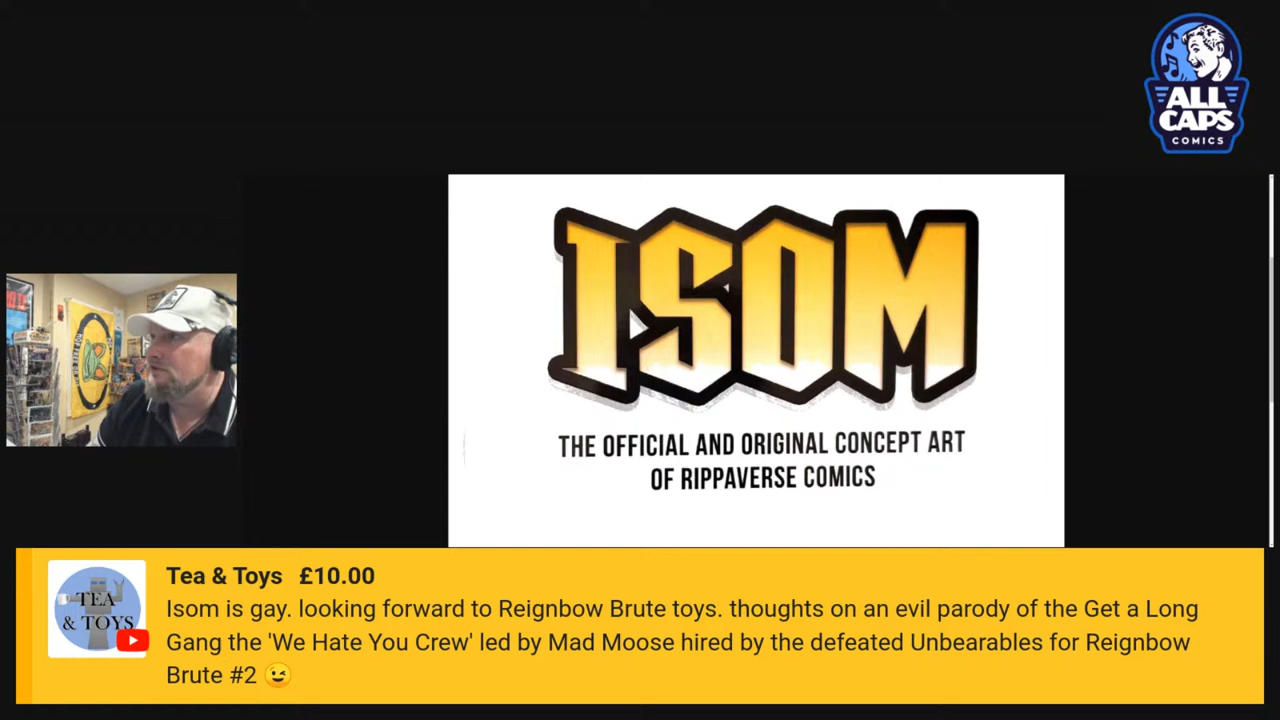 ALL
CAPS
COMICS
ISOM
THE OFFICIAL AND ORIGINAL CONCEPT ART
OF RIPPAVERSE COMICS
TEA
& TOYS
Tea & Toys £10.00
Isom is gay. looking forward to Reignbow Brute toys. thoughts on an evil parody of the Get a Long
Gang the 'We Hate You Crew' led by Mad Moose hired by the defeated Unbearables for Reignbow
Brute #2 😉